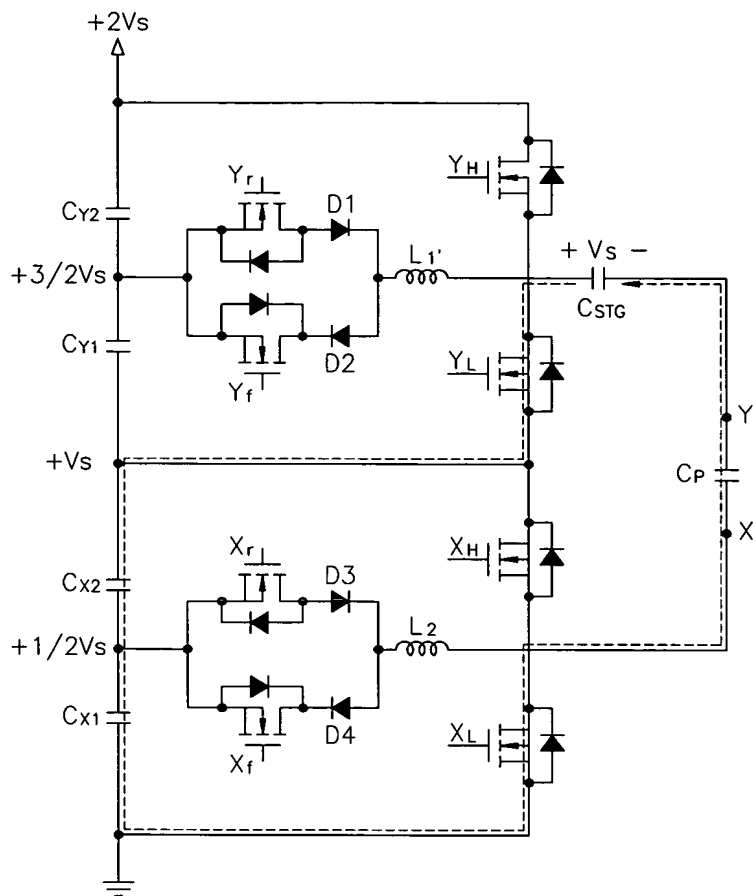 +2Vs
YH
Yr
D1
CY2
L1'
+ Vs −
+3/2Vs
CSTG
CY1
D2
YL
Yf
Y
+Vs
CP
X
Xr
XH
D3
CX2
L2
+1/2Vs
CX1
D4
XL
Xf